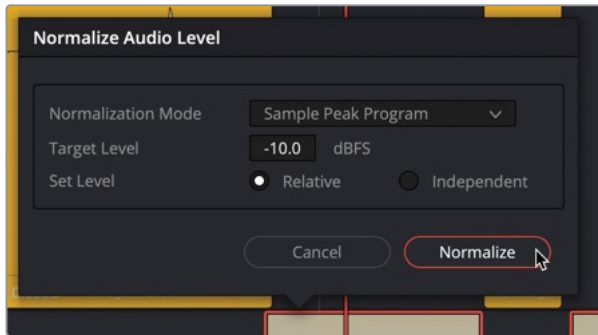 Normalize Audio Level
Normalization Mode Sample Peak Program
Target Level -10.0 dBFS
Set Level Relative Independent
Cancel Normalize